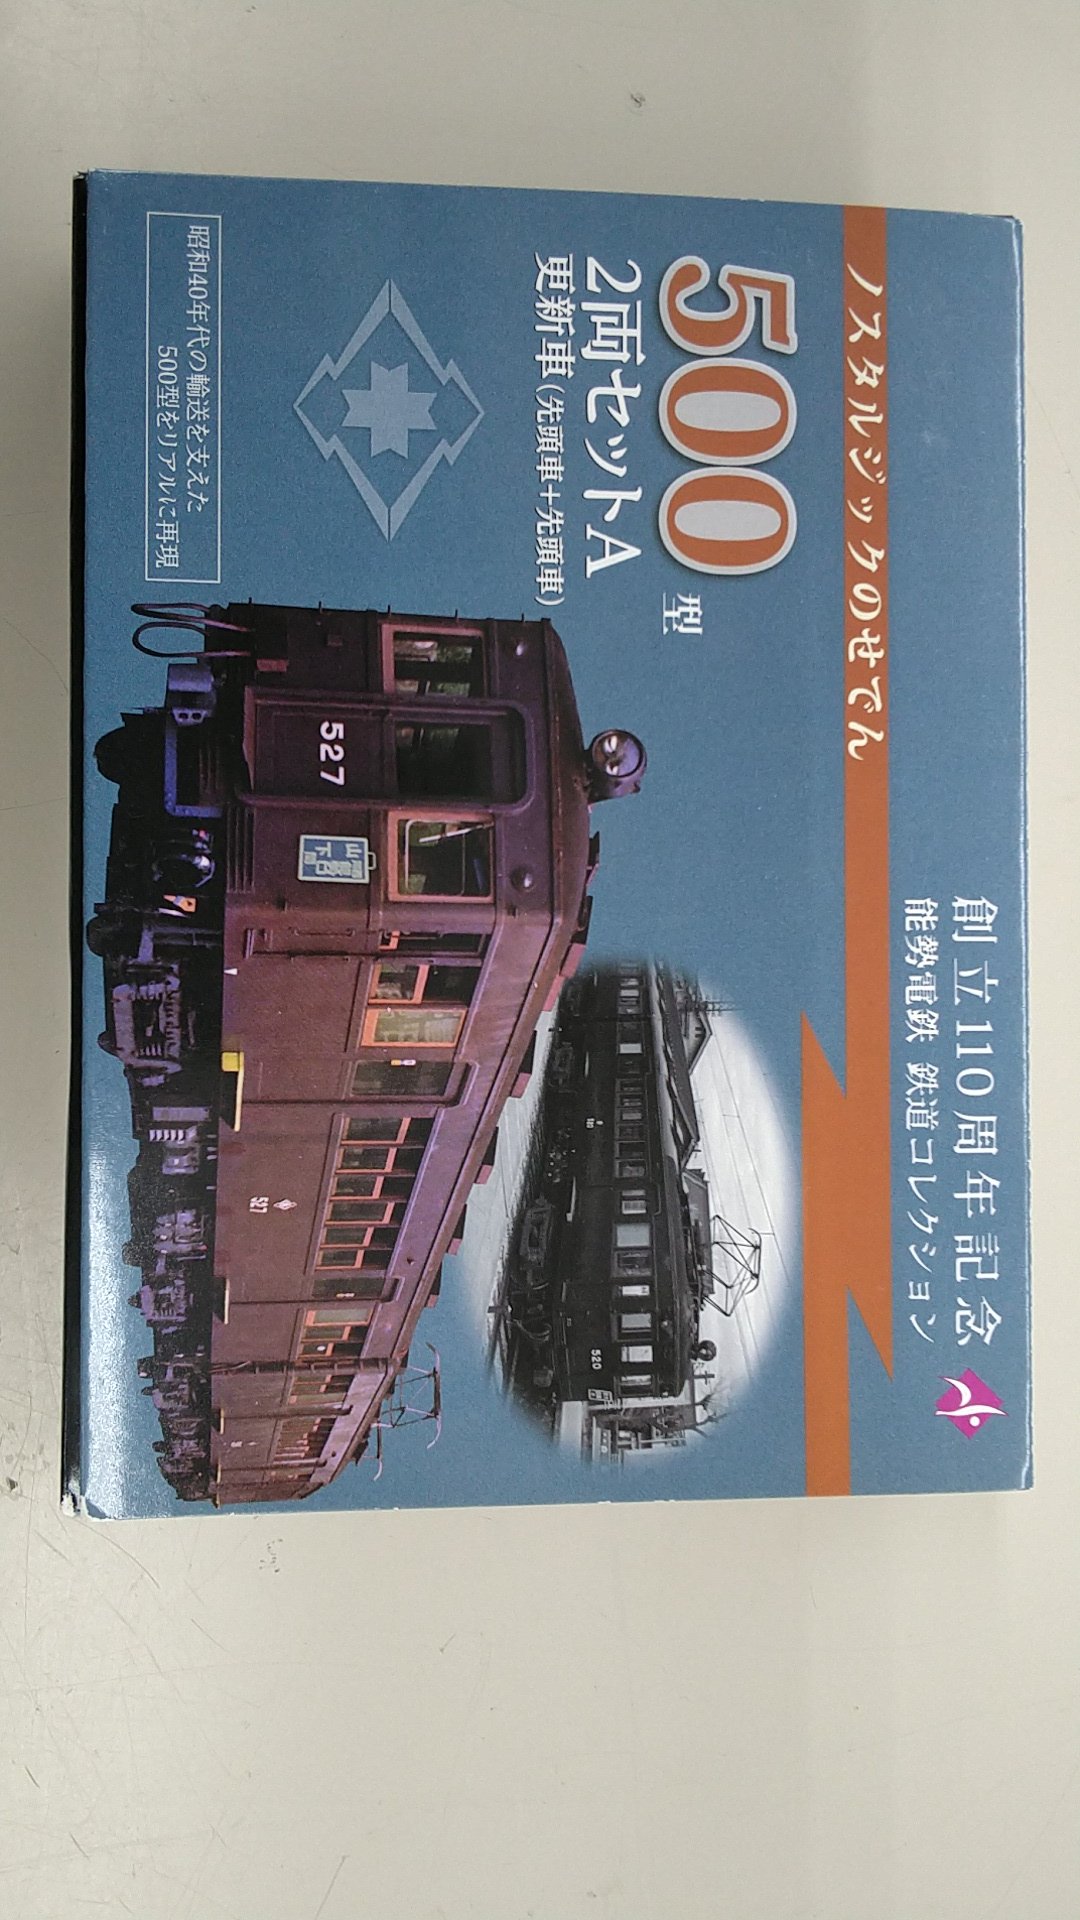 創立110周年記念
能勢電鉄 鉄道コレクション
ノスタルジックのせでん
500型
2両セットA
更新車(先頭車+先頭車)
昭和40年代の輸送を支えた
500型をリアルに再現
527
山下
527
520